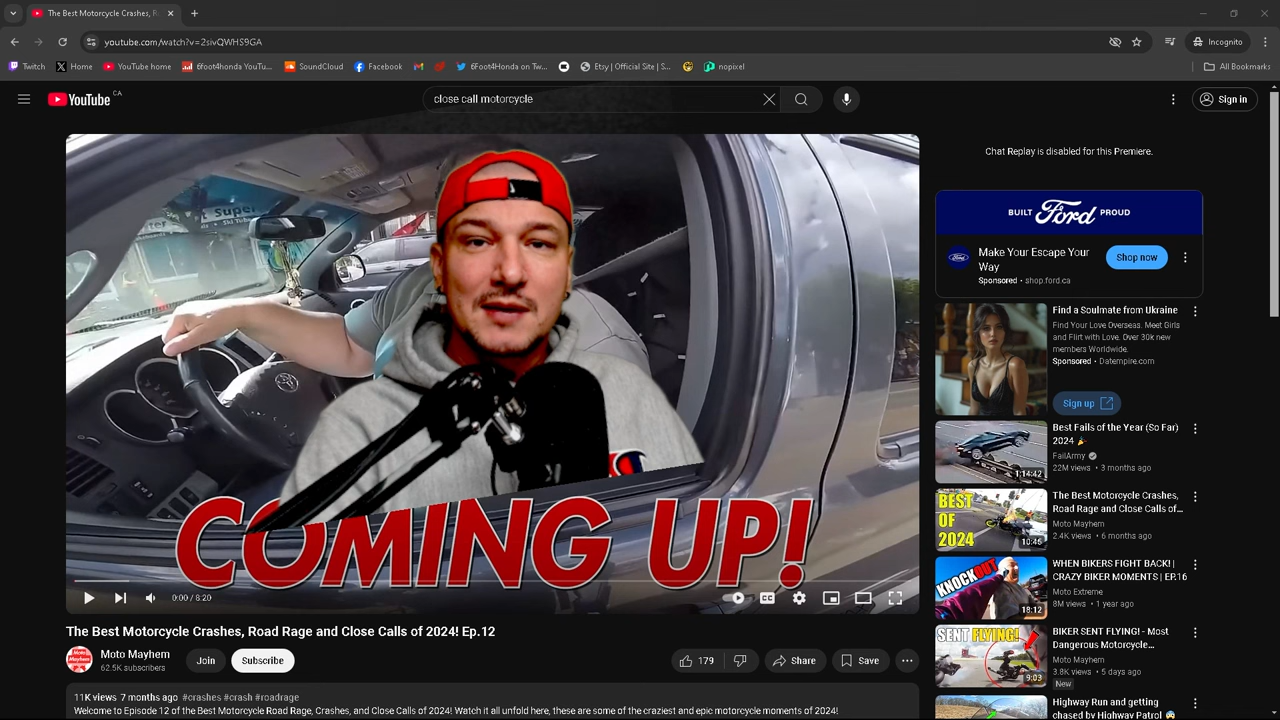 The Best Motorcycle Crashes, R
youtube.com/watch?v=2sivQWHS9GA
Incognito
Twitch
Home
YouTube home
6foot4honda YouTu...
SoundCloud
Facebook
6Foot4Honda on Tw...
Etsy | Official Site | S...
nopixel
All Bookmarks
YouTube CA
close call motorcycle
Sign in
COMING UP!
0:00 / 8:20
The Best Motorcycle Crashes, Road Rage and Close Calls of 2024! Ep.12
Moto Mayhem
62.5K subscribers
Join
Subscribe
179
Share
Save
11K views 7 months ago #crashes #crash #roadrage
Welcome to Episode 12 of the Best Motorcycle Road Rage, Crashes, and Close Calls of 2024! Watch it all unfold here, these are some of the craziest and epic motorcycle moments of 2024!
Chat Replay is disabled for this Premiere.
BUILT Ford PROUD
Ford
Make Your Escape Your
Way
Sponsored • shop.ford.ca
Shop now
Find a Soulmate from Ukraine
Find Your Love Overseas. Meet Girls
and Flirt with Love. Over 30k new
members Worldwide.
Sponsored • Datempire.com
Sign up
1:14:42
Best Fails of the Year (So Far)
2024 🎉
FailArmy
22M views • 3 months ago
BEST
OF
2024
10:46
The Best Motorcycle Crashes,
Road Rage and Close Calls of...
Moto Mayhem
2.4K views • 6 months ago
KNOCKOUT
18:12
WHEN BIKERS FIGHT BACK! |
CRAZY BIKER MOMENTS | EP.16
Moto Extreme
8M views • 1 year ago
SENT FLYING!
9:03
BIKER SENT FLYING! - Most
Dangerous Motorcycle...
Moto Mayhem
3.8K views • 5 days ago
New
Highway Run and getting
chased by Highway Patrol 😨